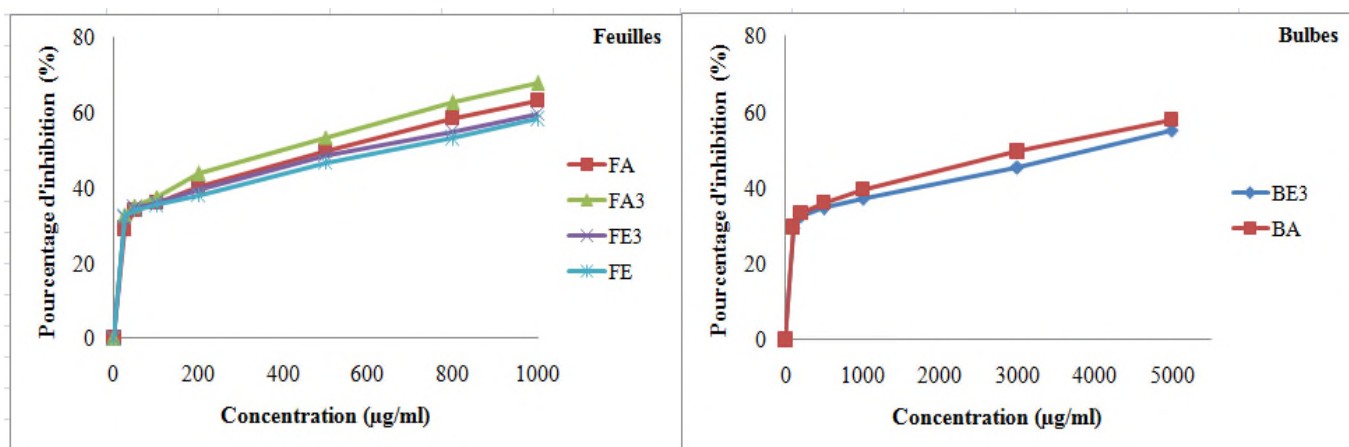 Feuilles
Pourcentage d'inhibition (%)
80
60
40
20
0
0 200 400 600 800 1000
Concentration (µg/ml)
FA
FA3
FE3
FE
Bulbes
Pourcentage d'inhibition (%)
80
60
40
20
0
0 1000 2000 3000 4000 5000
Concentration (µg/ml)
BE3
BA